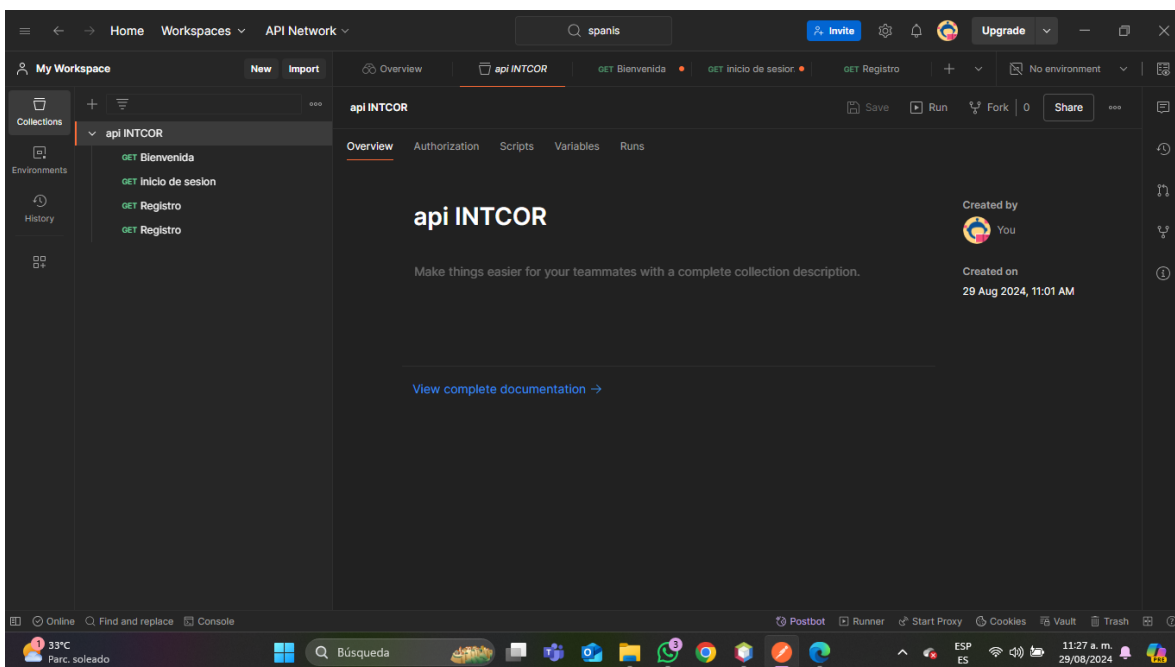 Home Workspaces API Network spanis Invite Upgrade
My Workspace New Import Overview api INTCOR GET Bienvenida GET inicio de sesior GET Registro No environment
Collections
api INTCOR
api INTCOR Save Run Fork 0 Share
GET Bienvenida
Overview Authorization Scripts Variables Runs
Environments
GET inicio de sesion
GET Registro
History
GET Registro
api INTCOR
Created by
You
Make things easier for your teammates with a complete collection description.
Created on
29 Aug 2024, 11:01 AM
View complete documentation →
Online Find and replace Console Postbot Runner Start Proxy Cookies Vault Trash
1 33°C
Parc. soleado
Búsqueda
3
ESP
ES
11:27 a. m.
29/08/2024
PRE